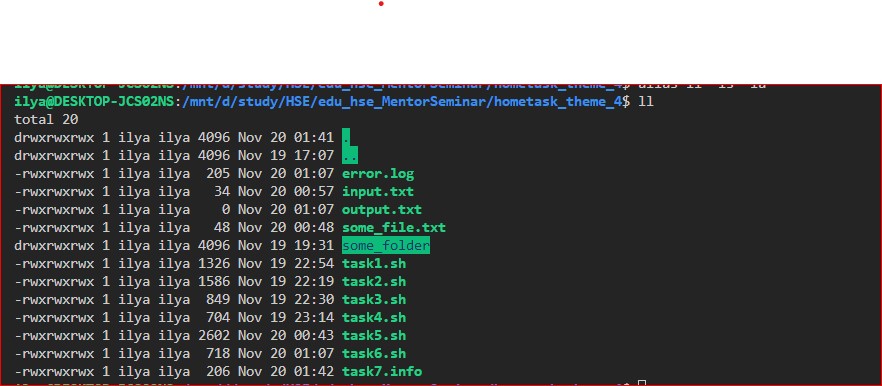 ilya@DESKTOP-JCS02NS:/mnt/d/study/HSE/edu_hse_MentorSeminar/hometask_theme_4$ alias ll='ls -la'
ilya@DESKTOP-JCS02NS:/mnt/d/study/HSE/edu_hse_MentorSeminar/hometask_theme_4$ ll
total 20
drwxrwxrwx 1 ilya ilya 4096 Nov 20 01:41 .
drwxrwxrwx 1 ilya ilya 4096 Nov 19 17:07 ..
-rwxrwxrwx 1 ilya ilya  205 Nov 20 01:07 error.log
-rwxrwxrwx 1 ilya ilya   34 Nov 20 00:57 input.txt
-rwxrwxrwx 1 ilya ilya    0 Nov 20 01:07 output.txt
-rwxrwxrwx 1 ilya ilya   48 Nov 20 00:48 some_file.txt
drwxrwxrwx 1 ilya ilya 4096 Nov 19 19:31 some_folder
-rwxrwxrwx 1 ilya ilya 1326 Nov 19 22:54 task1.sh
-rwxrwxrwx 1 ilya ilya 1586 Nov 19 22:19 task2.sh
-rwxrwxrwx 1 ilya ilya  849 Nov 19 22:30 task3.sh
-rwxrwxrwx 1 ilya ilya  704 Nov 19 23:14 task4.sh
-rwxrwxrwx 1 ilya ilya 2602 Nov 20 00:43 task5.sh
-rwxrwxrwx 1 ilya ilya  718 Nov 20 01:07 task6.sh
-rwxrwxrwx 1 ilya ilya  206 Nov 20 01:42 task7.info